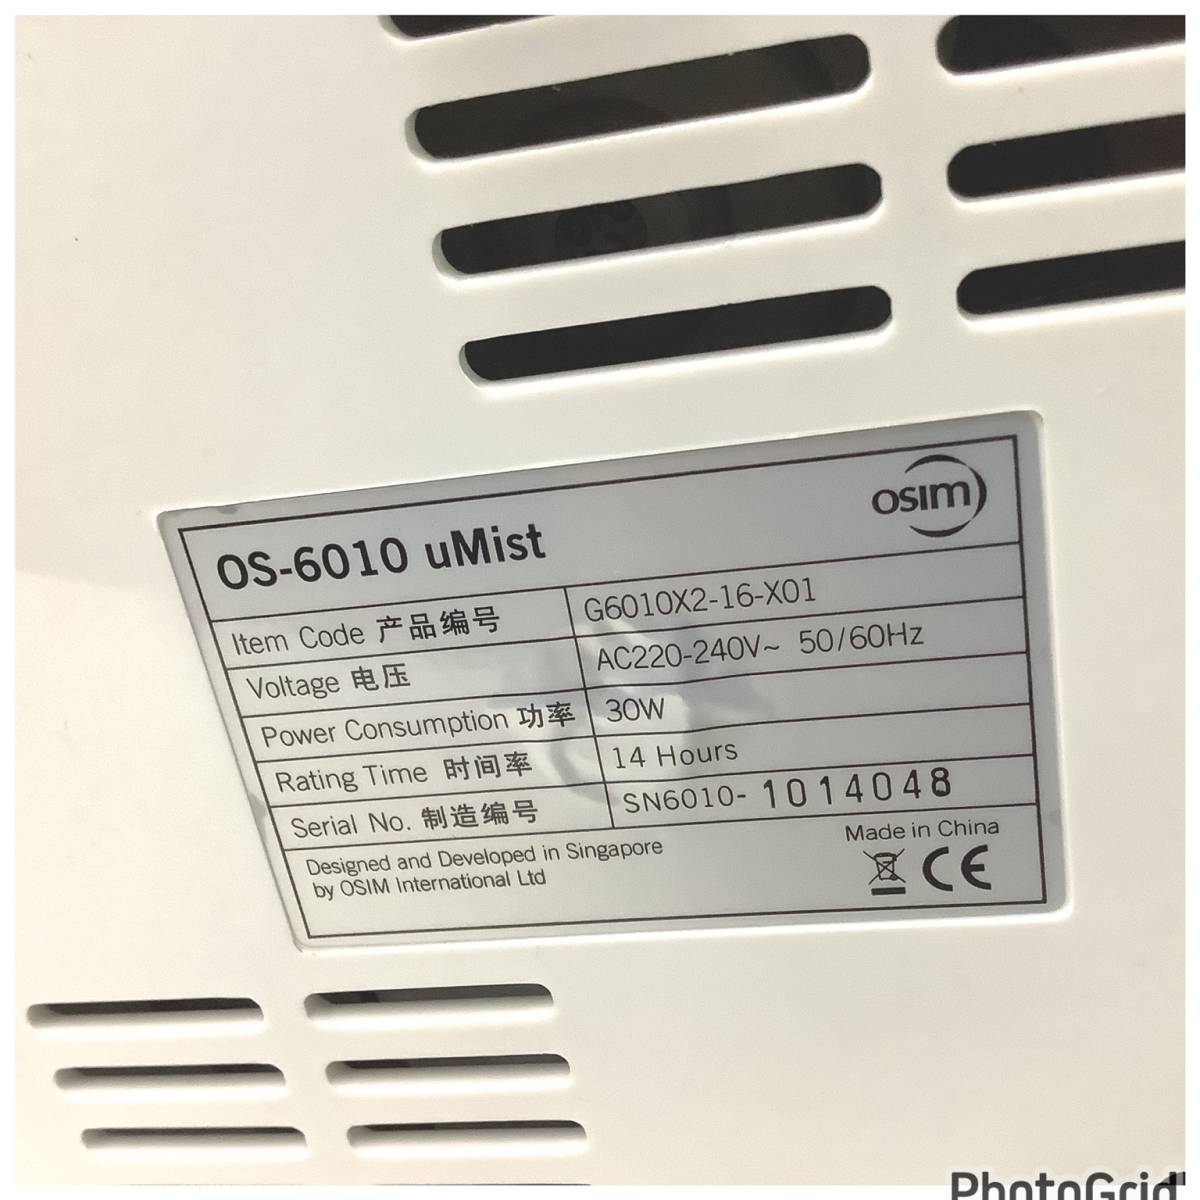 osim
OS-6010 uMist
Item Code 产品编号 G6010X2-16-X01
Voltage 电压 AC220-240V~ 50/60Hz
Power Consumption 功率 30W
Rating Time 时间率 14 Hours
Serial No. 制造编号 SN6010- 1014048
Designed and Developed in Singapore
by OSIM International Ltd
Made in China
CE
PhotoGrid